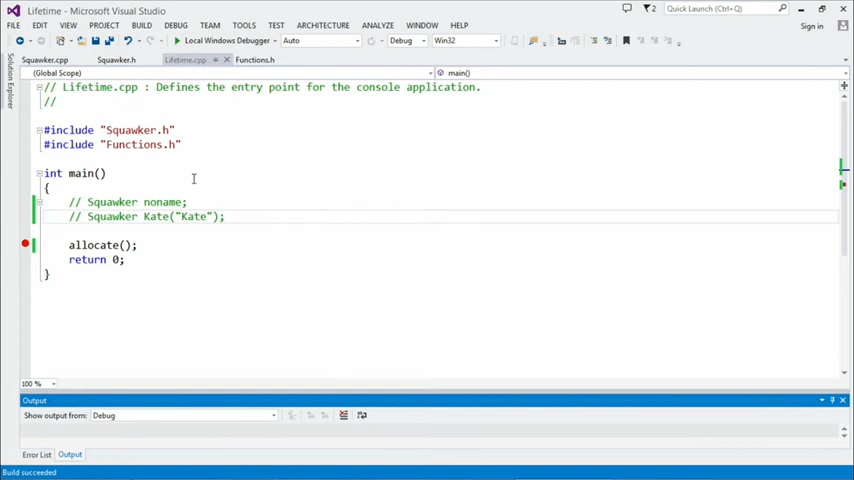 Lifetime - Microsoft Visual Studio
2
Quick Launch (Ctrl+Q)
FILE EDIT VIEW PROJECT BUILD DEBUG TEAM TOOLS TEST ARCHITECTURE ANALYZE WINDOW HELP
Sign in
Local Windows Debugger Auto Debug Win32
Squawker.cpp Squawker.h Lifetime.cpp Functions.h
Solution Explorer
(Global Scope) main()
// Lifetime.cpp : Defines the entry point for the console application.
//
#include "Squawker.h"
#include "Functions.h"
int main()
{
// Squawker noname;
// Squawker Kate("Kate");
allocate();
return 0;
}
100 %
Output
Show output from: Debug
Error List Output
Build succeeded